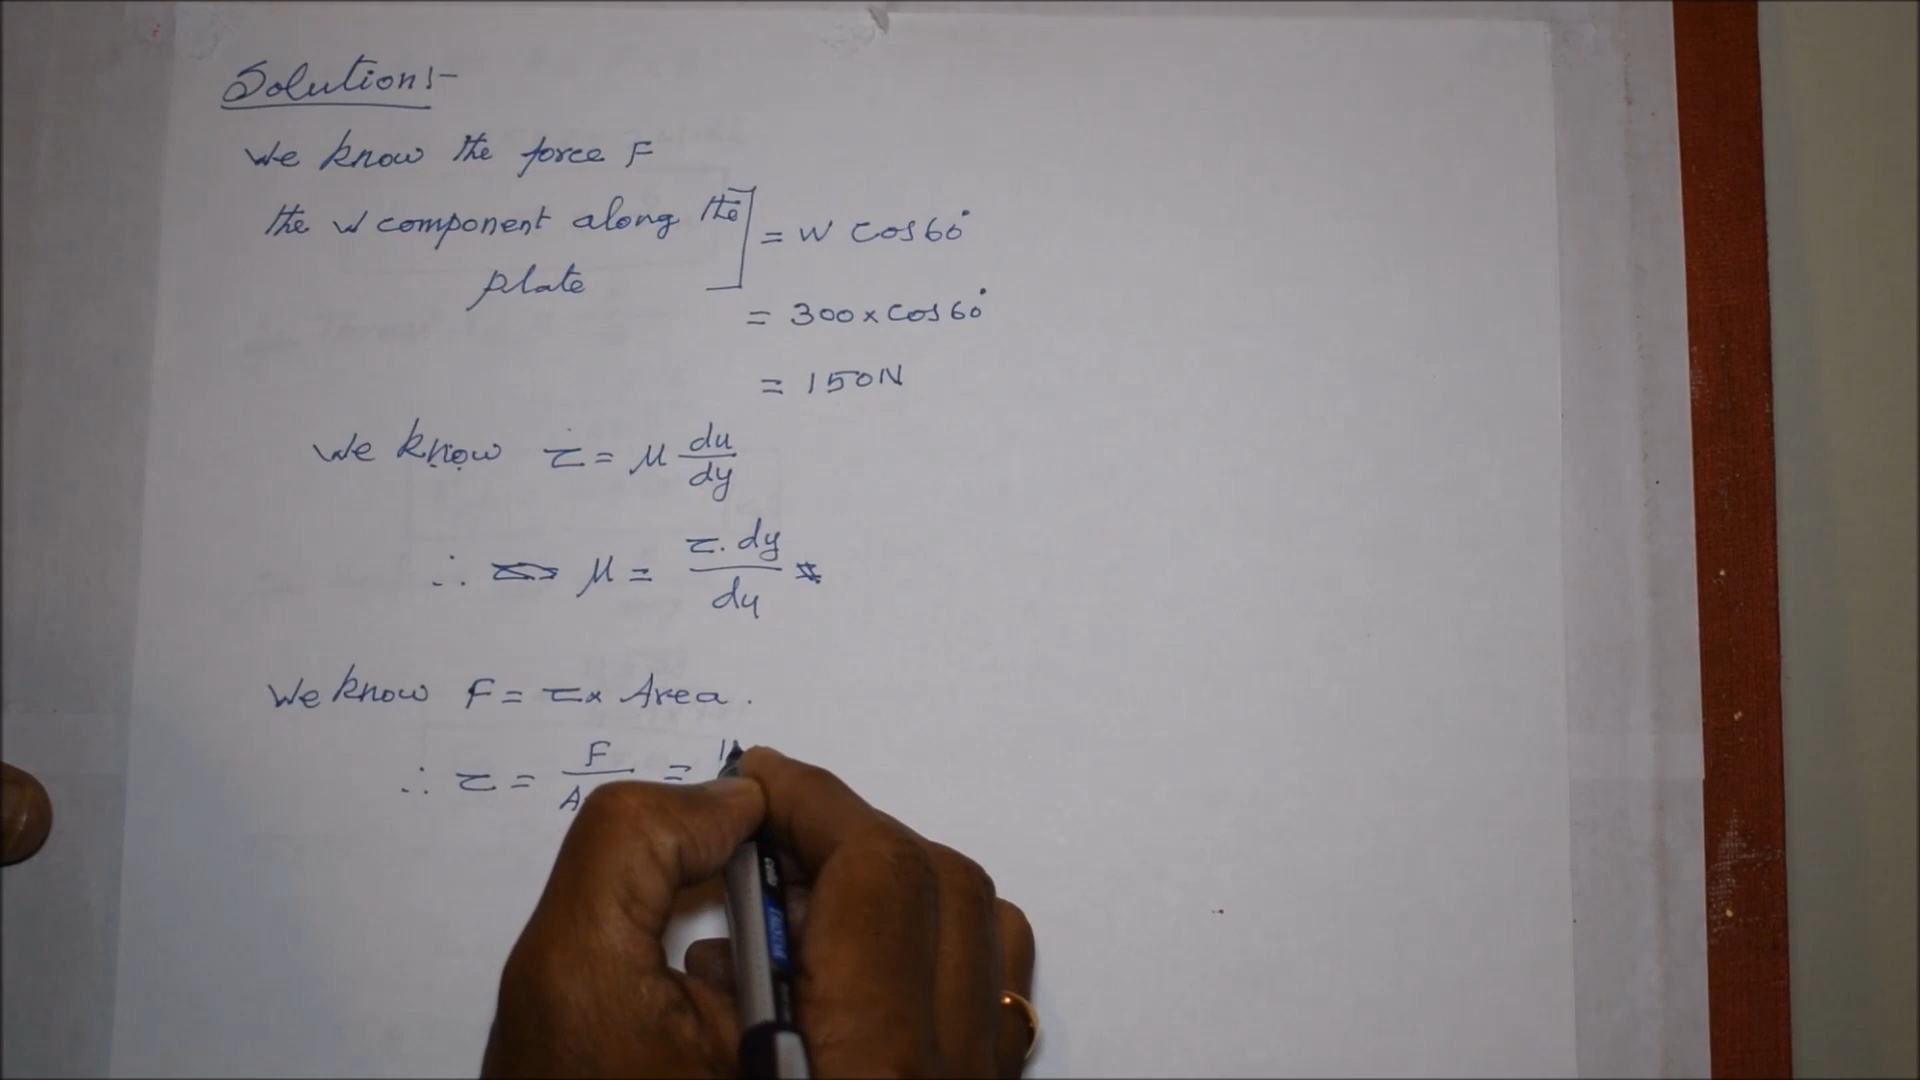 Solution:-
We know the force F
the W component along the plate = W Cos60°
= 300 x Cos60°
= 150N
We know τ = μ du/dy
∴ μ = τ. dy/du
We know F = τ x Area.
∴ τ = F/A =